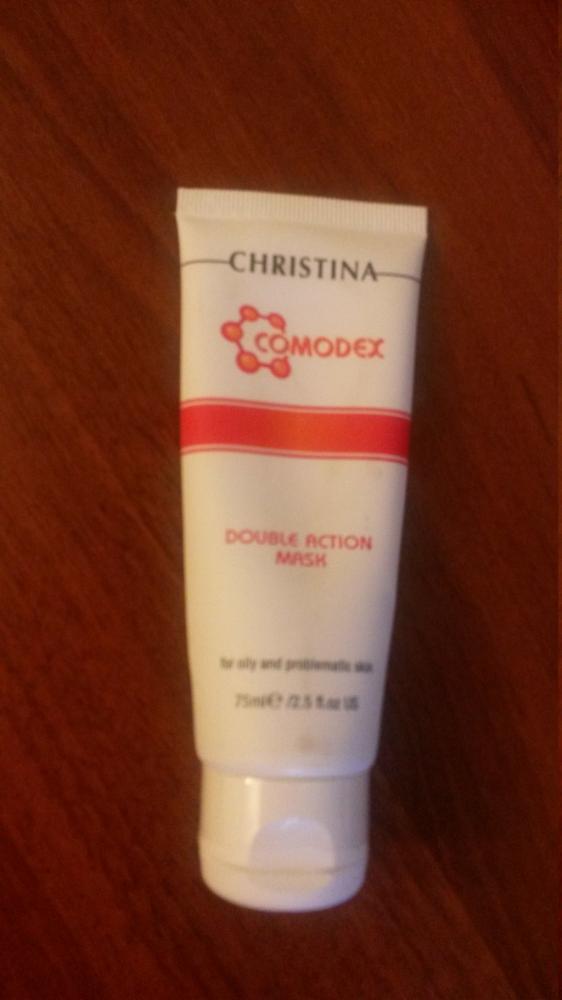 CHRISTINA
COMODEX
DOUBLE ACTION
MASK
for oily and problematic skin
75ml℮ /2.5 fl.oz US